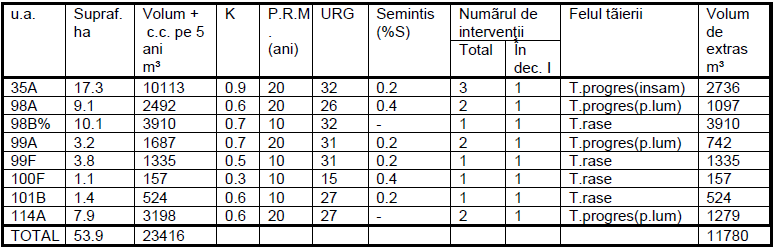 u.a. Supraf. ha Volum + c.c. pe 5 ani m³ K P.R.M. (ani) URG Semintis (%S) Numãrul de intervenţii Felul tãierii Volum de extras m³
Total În dec. I
35A 17.3 10113 0.9 20 32 0.2 3 1 T.progres(insam) 2736
98A 9.1 2492 0.6 20 26 0.4 2 1 T.progres(p.lum) 1097
98B% 10.1 3910 0.7 10 32 - 1 1 T.rase 3910
99A 3.2 1687 0.7 20 31 0.2 2 1 T.progres(p.lum) 742
99F 3.8 1335 0.5 10 31 0.2 1 1 T.rase 1335
100F 1.1 157 0.3 10 15 0.4 1 1 T.rase 157
101B 1.4 524 0.6 10 27 0.2 1 1 T.rase 524
114A 7.9 3198 0.6 20 27 - 2 1 T.progres(p.lum) 1279
TOTAL 53.9 23416 11780